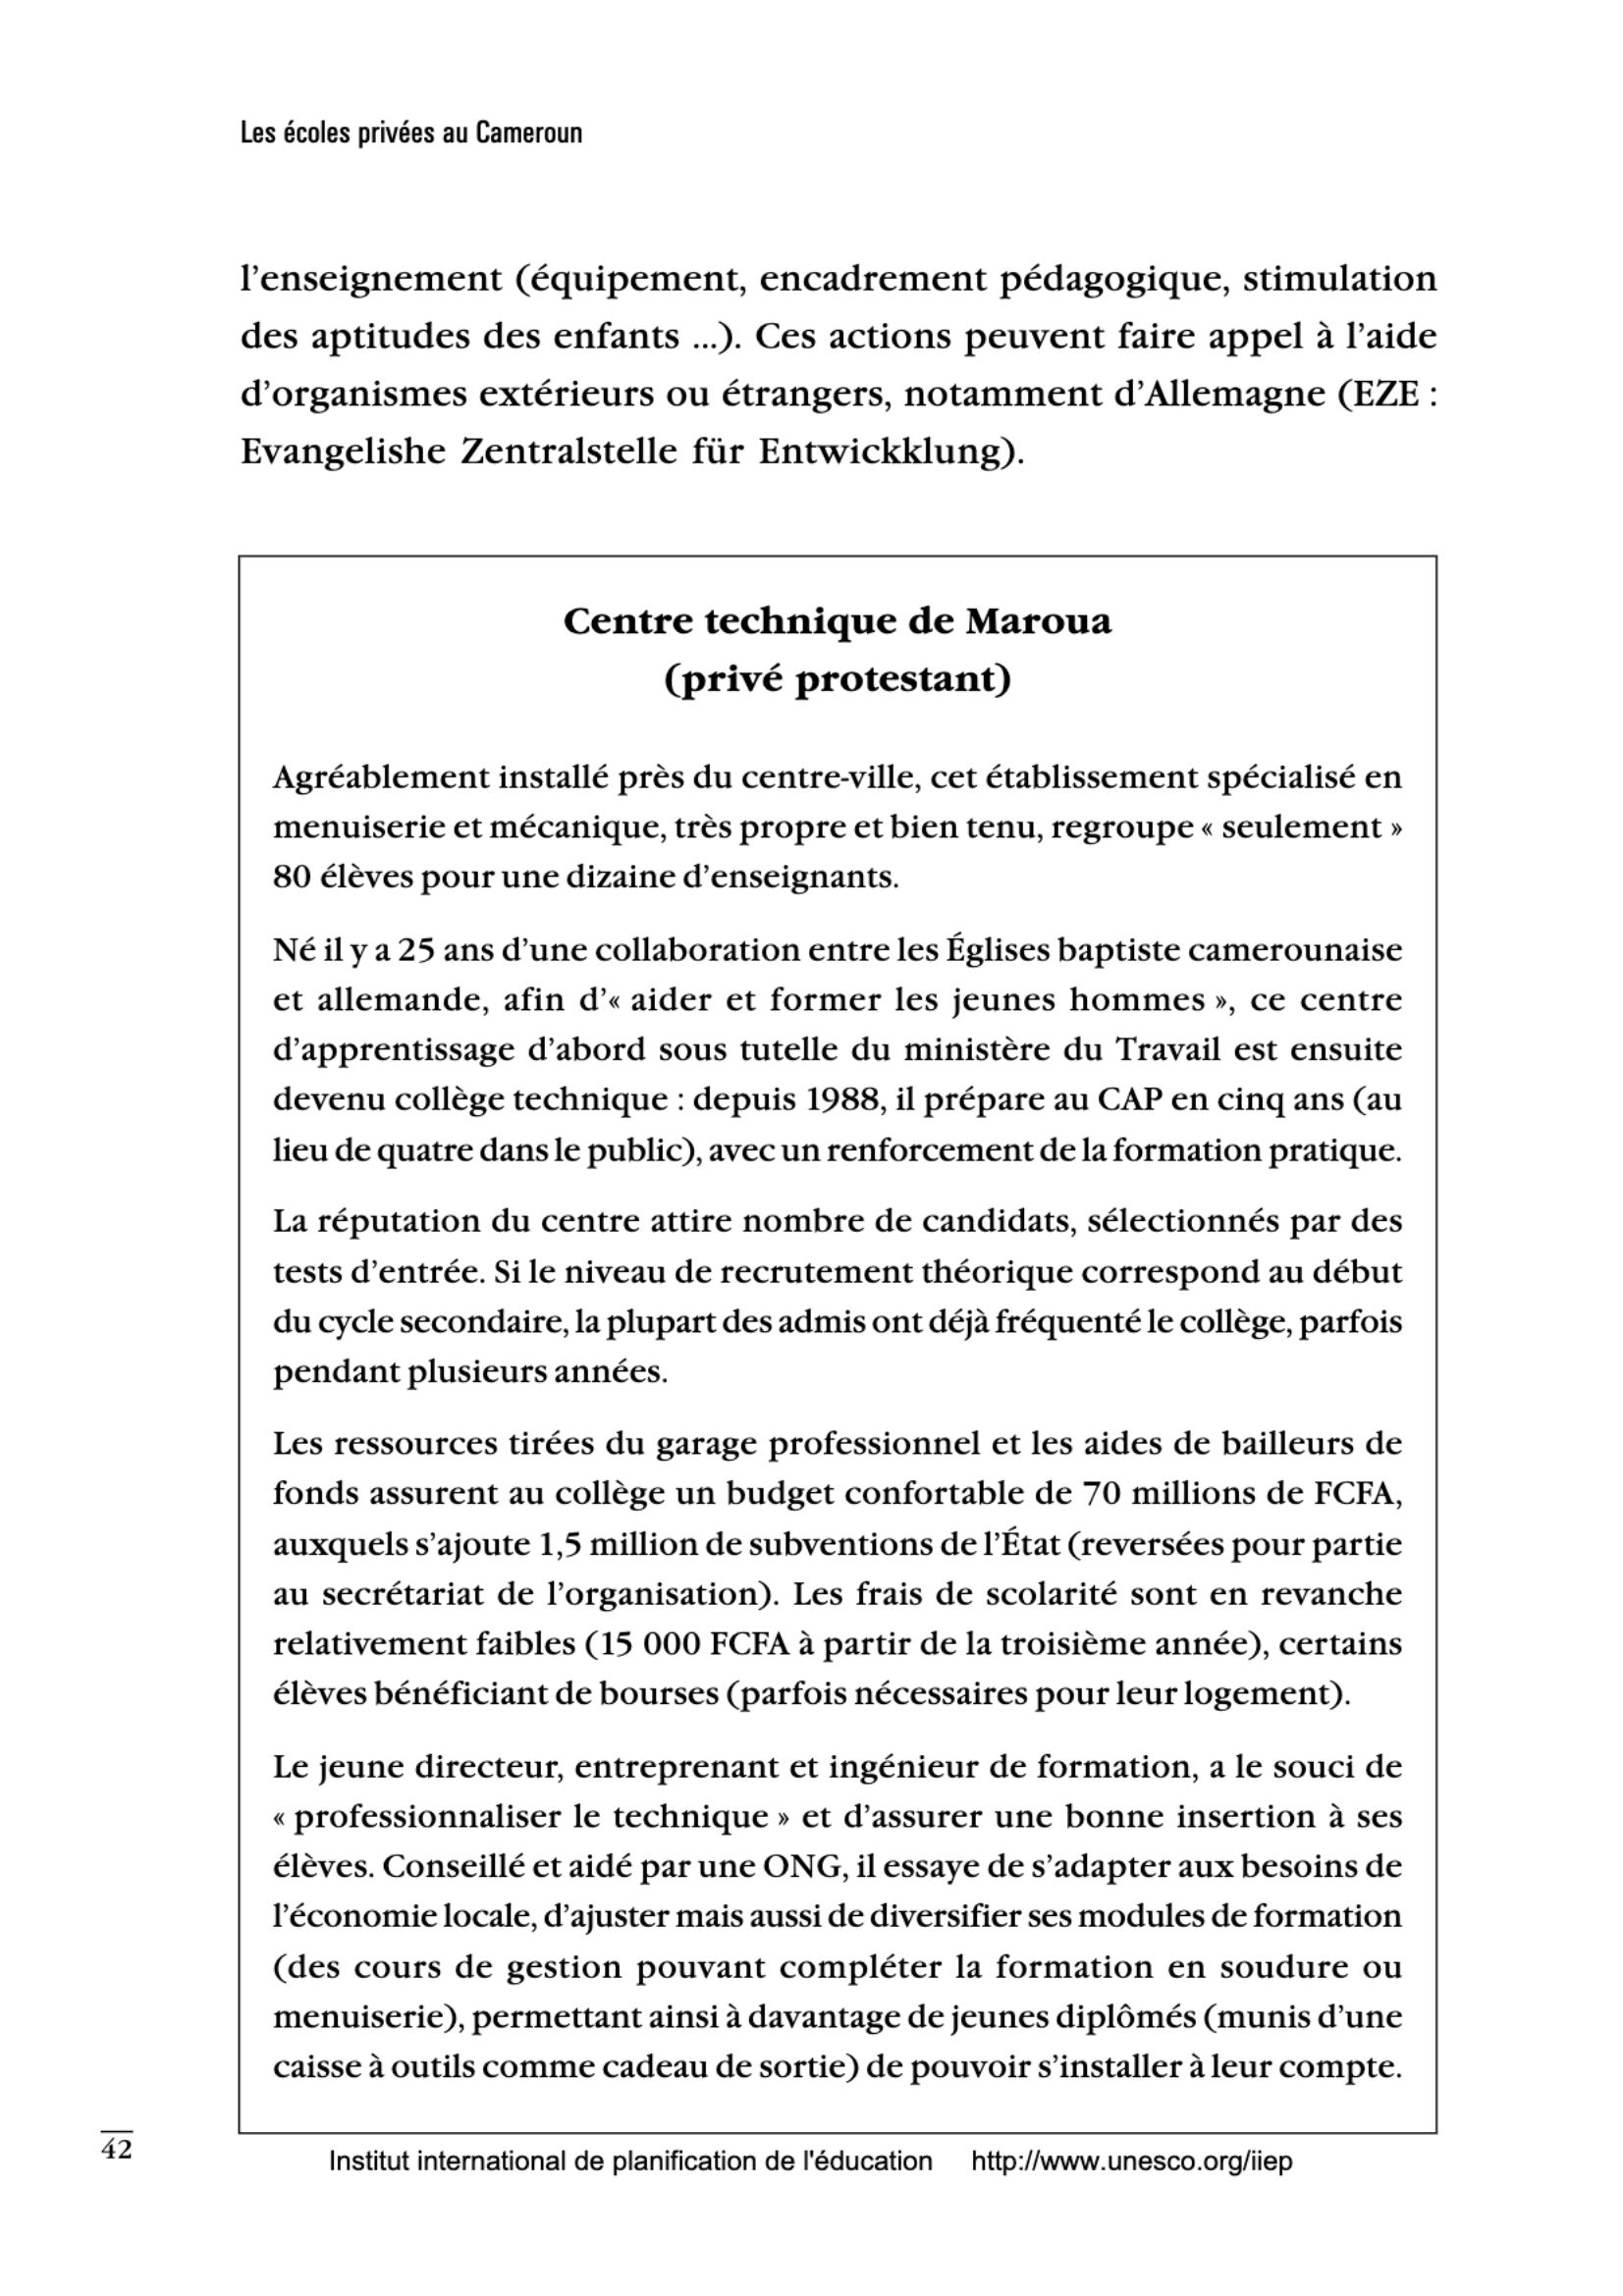 Les écoles privées au Cameroun
l'enseignement (équipement, encadrement pédagogique, stimulation
des aptitudes des enfants ...). Ces actions peuvent faire appel à l'aide
d'organismes extérieurs ou étrangers, notamment d'Allemagne (EZE :
Evangelishe Zentralstelle für Entwickklung).
Centre technique de Maroua
(privé protestant)
Agréablement installé près du centre-ville, cet établissement spécialisé en
menuiserie et mécanique, très propre et bien tenu, regroupe « seulement »
80 élèves pour une dizaine d'enseignants.
Né il y a 25 ans d'une collaboration entre les Églises baptiste camerounaise
et allemande, afin d'« aider et former les jeunes hommes », ce centre
d'apprentissage d'abord sous tutelle du ministère du Travail est ensuite
devenu collège technique : depuis 1988, il prépare au CAP en cinq ans (au
lieu de quatre dans le public), avec un renforcement de la formation pratique.
La réputation du centre attire nombre de candidats, sélectionnés par des
tests d'entrée. Si le niveau de recrutement théorique correspond au début
du cycle secondaire, la plupart des admis ont déjà fréquenté le collège, parfois
pendant plusieurs années.
Les ressources tirées du garage professionnel et les aides de bailleurs de
fonds assurent au collège un budget confortable de 70 millions de FCFA,
auxquels s'ajoute 1,5 million de subventions de l'État (reversées pour partie
au secrétariat de l'organisation). Les frais de scolarité sont en revanche
relativement faibles (15 000 FCFA à partir de la troisième année), certains
élèves bénéficiant de bourses (parfois nécessaires pour leur logement).
Le jeune directeur, entreprenant et ingénieur de formation, a le souci de
« professionnaliser le technique » et d'assurer une bonne insertion à ses
élèves. Conseillé et aidé par une ONG, il essaye de s'adapter aux besoins de
l'économie locale, d'ajuster mais aussi de diversifier ses modules de formation
(des cours de gestion pouvant compléter la formation en soudure ou
menuiserie), permettant ainsi à davantage de jeunes diplômés (munis d'une
caisse à outils comme cadeau de sortie) de pouvoir s'installer à leur compte.
42
Institut international de planification de l'éducation http://www.unesco.org/iiep